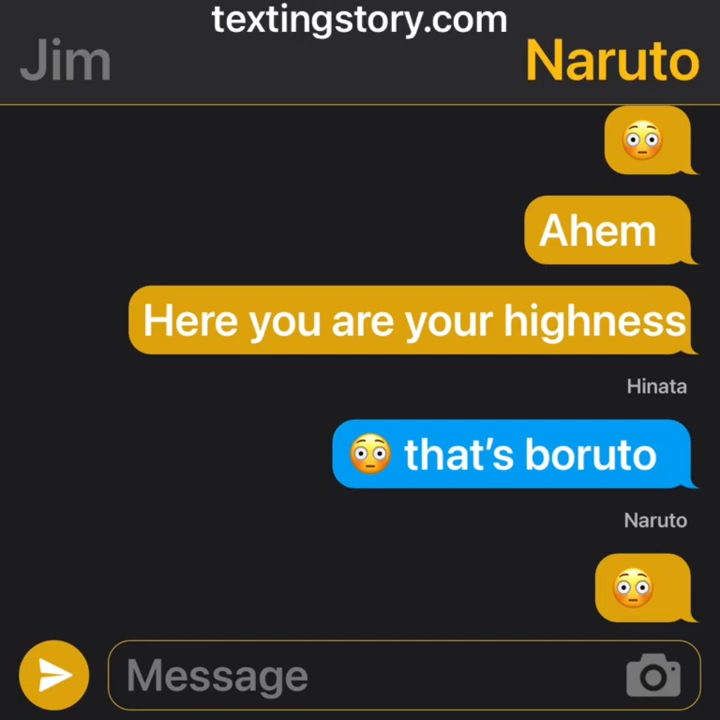 textingstory.com
Jim
Naruto
😳
Ahem
Here you are your highness
Hinata
😳 that's boruto
Naruto
😳
Message